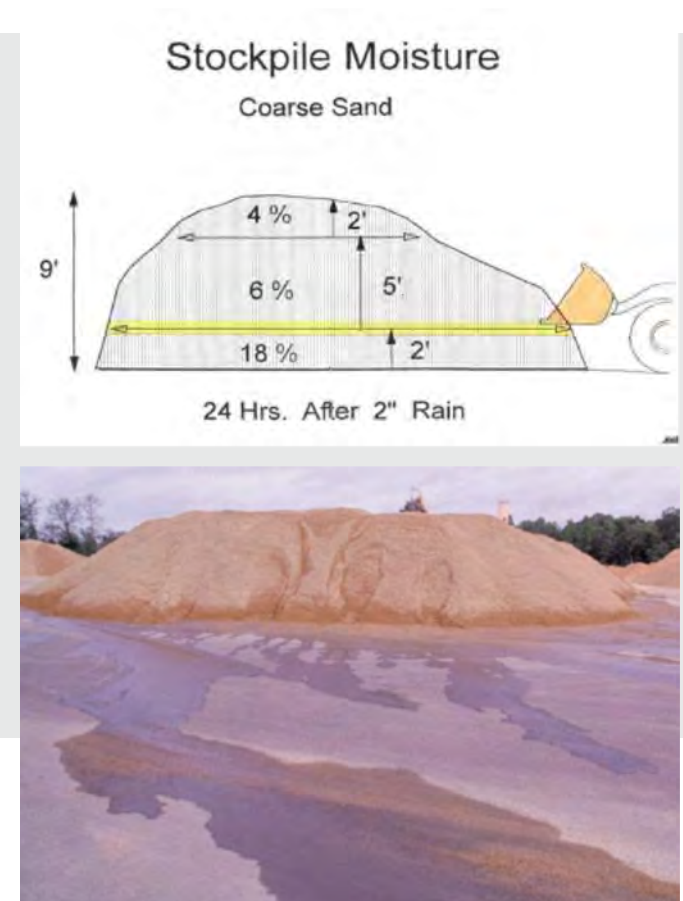 Stockpile Moisture
Coarse Sand
4 %
2'
9'
6 %
5'
18 %
2'
24 Hrs. After 2" Rain